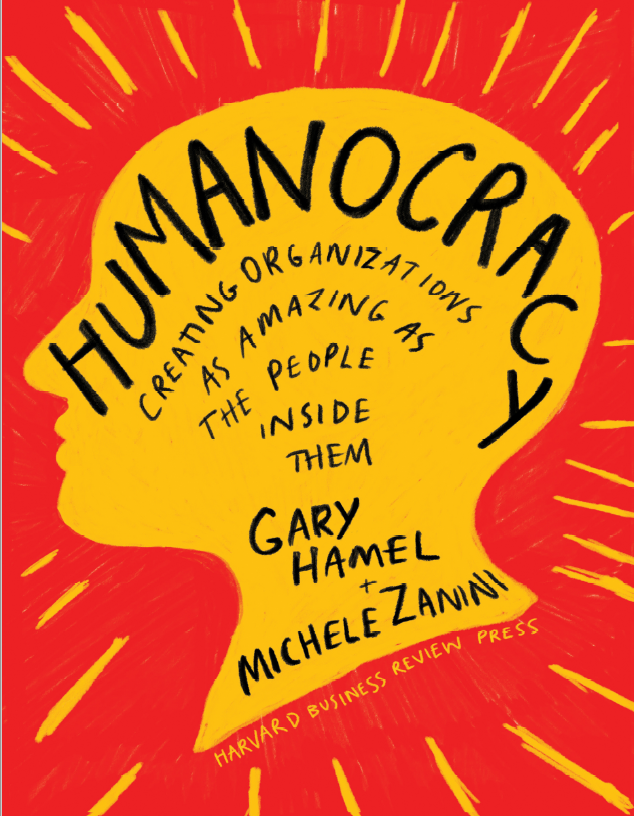 HUMANOCRACY
CREATING ORGANIZATIONS
AS AMAZING AS
THE PEOPLE
INSIDE
THEM
GARY
HAMEL
+
MICHELE ZANINI
HARVARD BUSINESS REVIEW PRESS